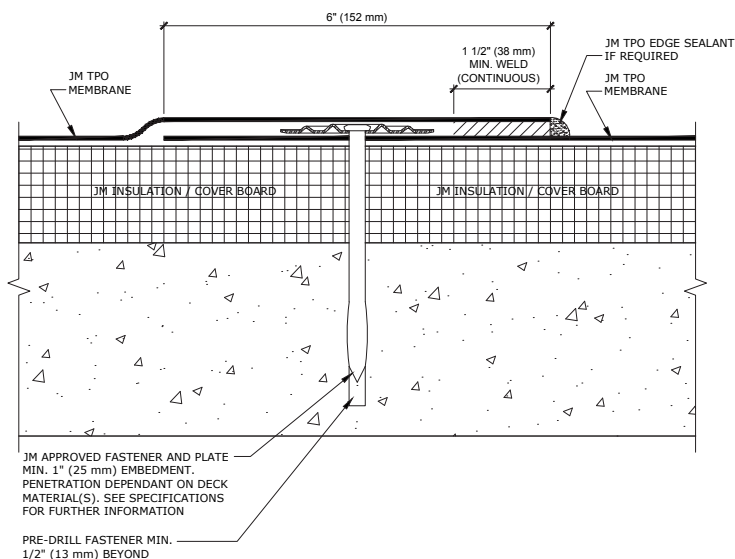 6" (152 mm)
1 1/2" (38 mm)
MIN. WELD
(CONTINUOUS)
JM TPO EDGE SEALANT
IF REQUIRED
JM TPO
MEMBRANE
JM TPO
MEMBRANE
JM INSULATION / COVER BOARD
JM INSULATION / COVER BOARD
JM APPROVED FASTENER AND PLATE
MIN. 1" (25 mm) EMBEDMENT.
PENETRATION DEPENDANT ON DECK
MATERIAL(S). SEE SPECIFICATIONS
FOR FURTHER INFORMATION
PRE-DRILL FASTENER MIN.
1/2" (13 mm) BEYOND